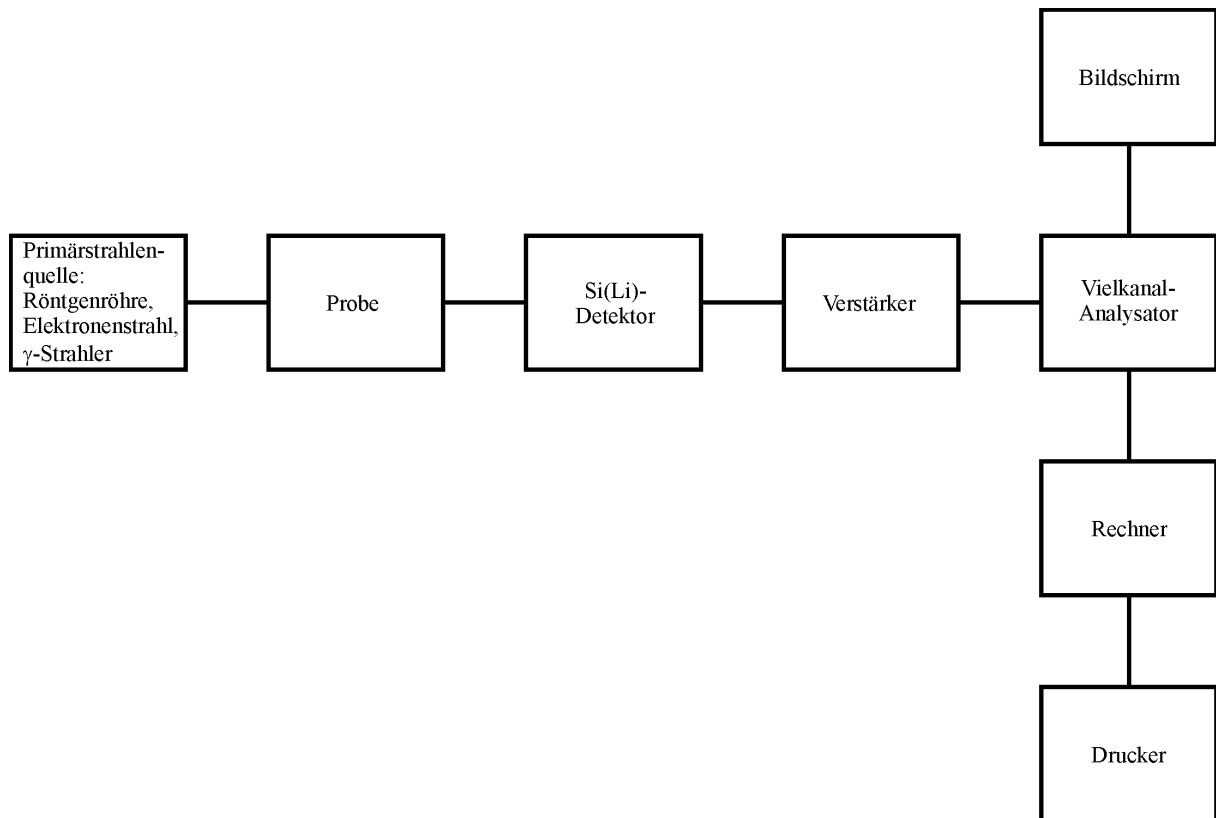 Bildschirm
Primärstrahlen-
quelle:
Röntgenröhre,
Elektronenstrahl,
γ-Strahler
Probe
Si(Li)-
Detektor
Verstärker
Vielkanal-
Analysator
Rechner
Drucker